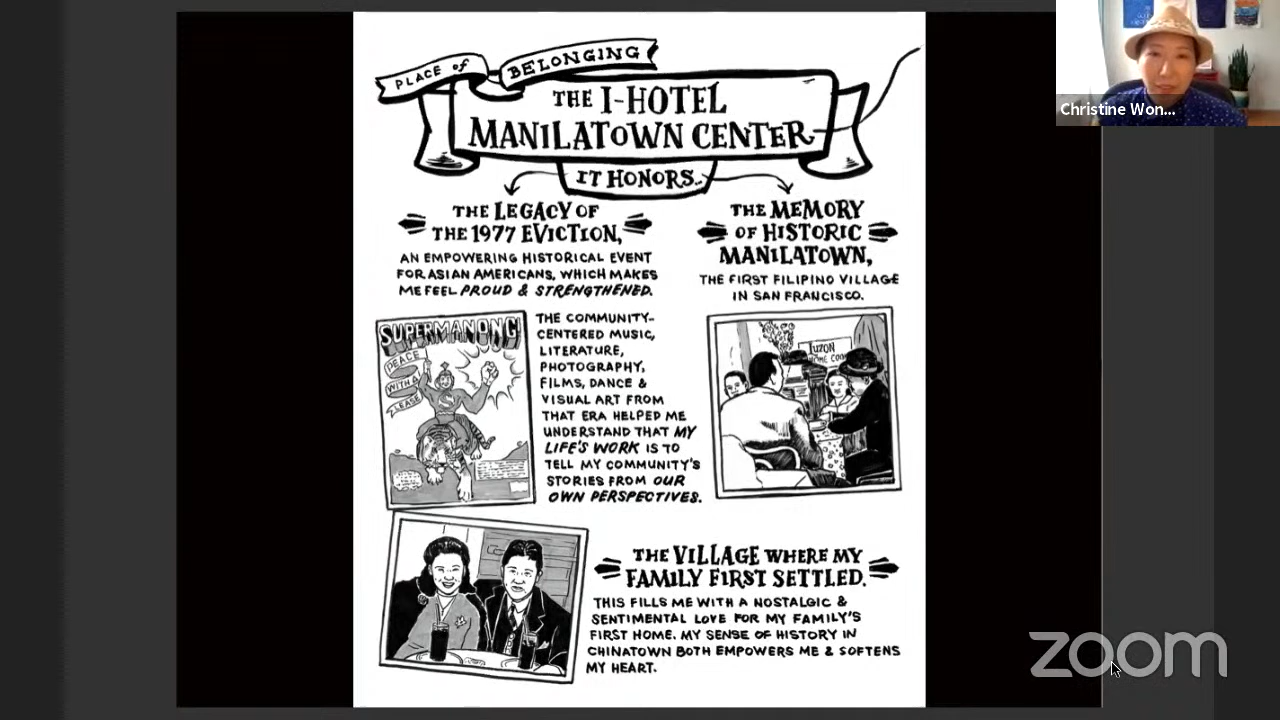 PLACE of BELONGING
THE I-HOTEL
MANILATOWN CENTER
IT HONORS...
THE LEGACY OF
THE 1977 EVICTION,
AN EMPOWERING HISTORICAL EVENT
FOR ASIAN AMERICANS, WHICH MAKES
ME FEEL PROUD & STRENGTHENED.
THE MEMORY
OF HISTORIC
MANILATOWN,
THE FIRST FILIPINO VILLAGE
IN SAN FRANCISCO.
SUPERMANONG!
PEACE
WITH A
LEASE
THE COMMUNITY-
CENTERED MUSIC,
LITERATURE,
PHOTOGRAPHY,
FILMS, DANCE &
VISUAL ART FROM
THAT ERA HELPED ME
UNDERSTAND THAT MY
LIFE'S WORK IS TO
TELL MY COMMUNITY'S
STORIES FROM OUR
OWN PERSPECTIVES.
LUZON
HOME COOK
THE VILLAGE WHERE MY
FAMILY FIRST SETTLED.
THIS FILLS ME WITH A NOSTALGIC &
SENTIMENTAL LOVE FOR MY FAMILY'S
FIRST HOME. MY SENSE OF HISTORY IN
CHINATOWN BOTH EMPOWERS ME & SOFTENS
MY HEART.
Christine Won...
zoom